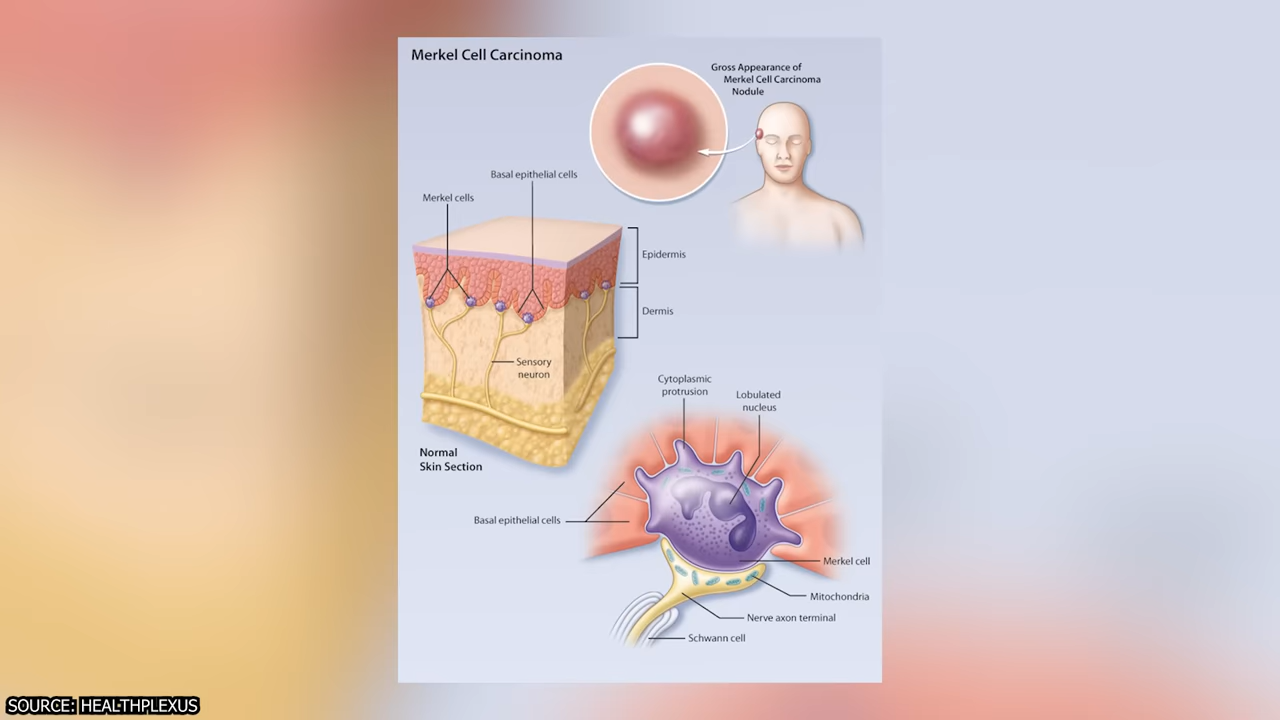 Merkel Cell Carcinoma
Gross Appearance of
Merkel Cell Carcinoma
Nodule
Basal epithelial cells
Merkel cells
Epidermis
Dermis
Sensory
neuron
Cytoplasmic
protrusion
Lobulated
nucleus
Normal
Skin Section
Basal epithelial cells
Merkel cell
Mitochondria
Nerve axon terminal
Schwann cell
SOURCE: HEALTHPLEXUS